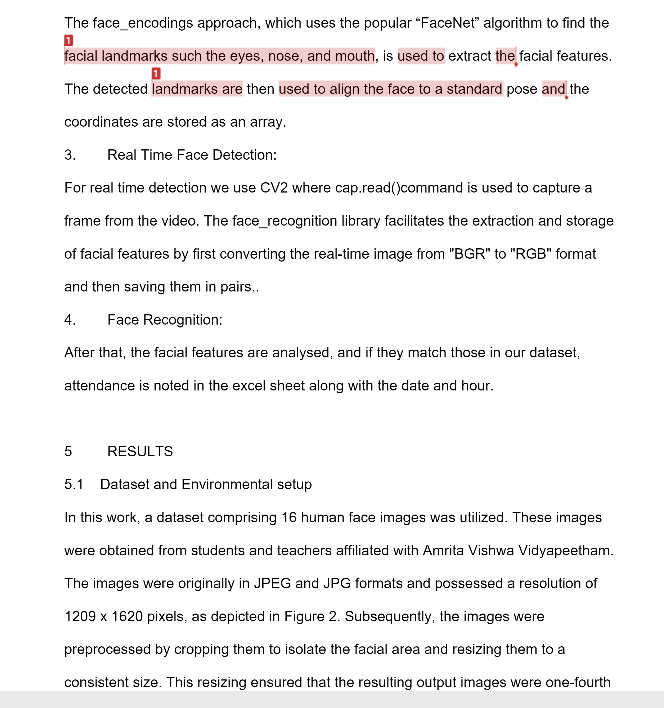 The face_encodings approach, which uses the popular “FaceNet” algorithm to find the
1
facial landmarks such the eyes, nose, and mouth, is used to extract the facial features.
1
The detected landmarks are then used to align the face to a standard pose and the
coordinates are stored as an array.
3. Real Time Face Detection:
For real time detection we use CV2 where cap.read()command is used to capture a
frame from the video. The face_recognition library facilitates the extraction and storage
of facial features by first converting the real-time image from "BGR" to "RGB" format
and then saving them in pairs..
4. Face Recognition:
After that, the facial features are analysed, and if they match those in our dataset,
attendance is noted in the excel sheet along with the date and hour.
5 RESULTS
5.1 Dataset and Environmental setup
In this work, a dataset comprising 16 human face images was utilized. These images
were obtained from students and teachers affiliated with Amrita Vishwa Vidyapeetham.
The images were originally in JPEG and JPG formats and possessed a resolution of
1209 x 1620 pixels, as depicted in Figure 2. Subsequently, the images were
preprocessed by cropping them to isolate the facial area and resizing them to a
consistent size. This resizing ensured that the resulting output images were one-fourth